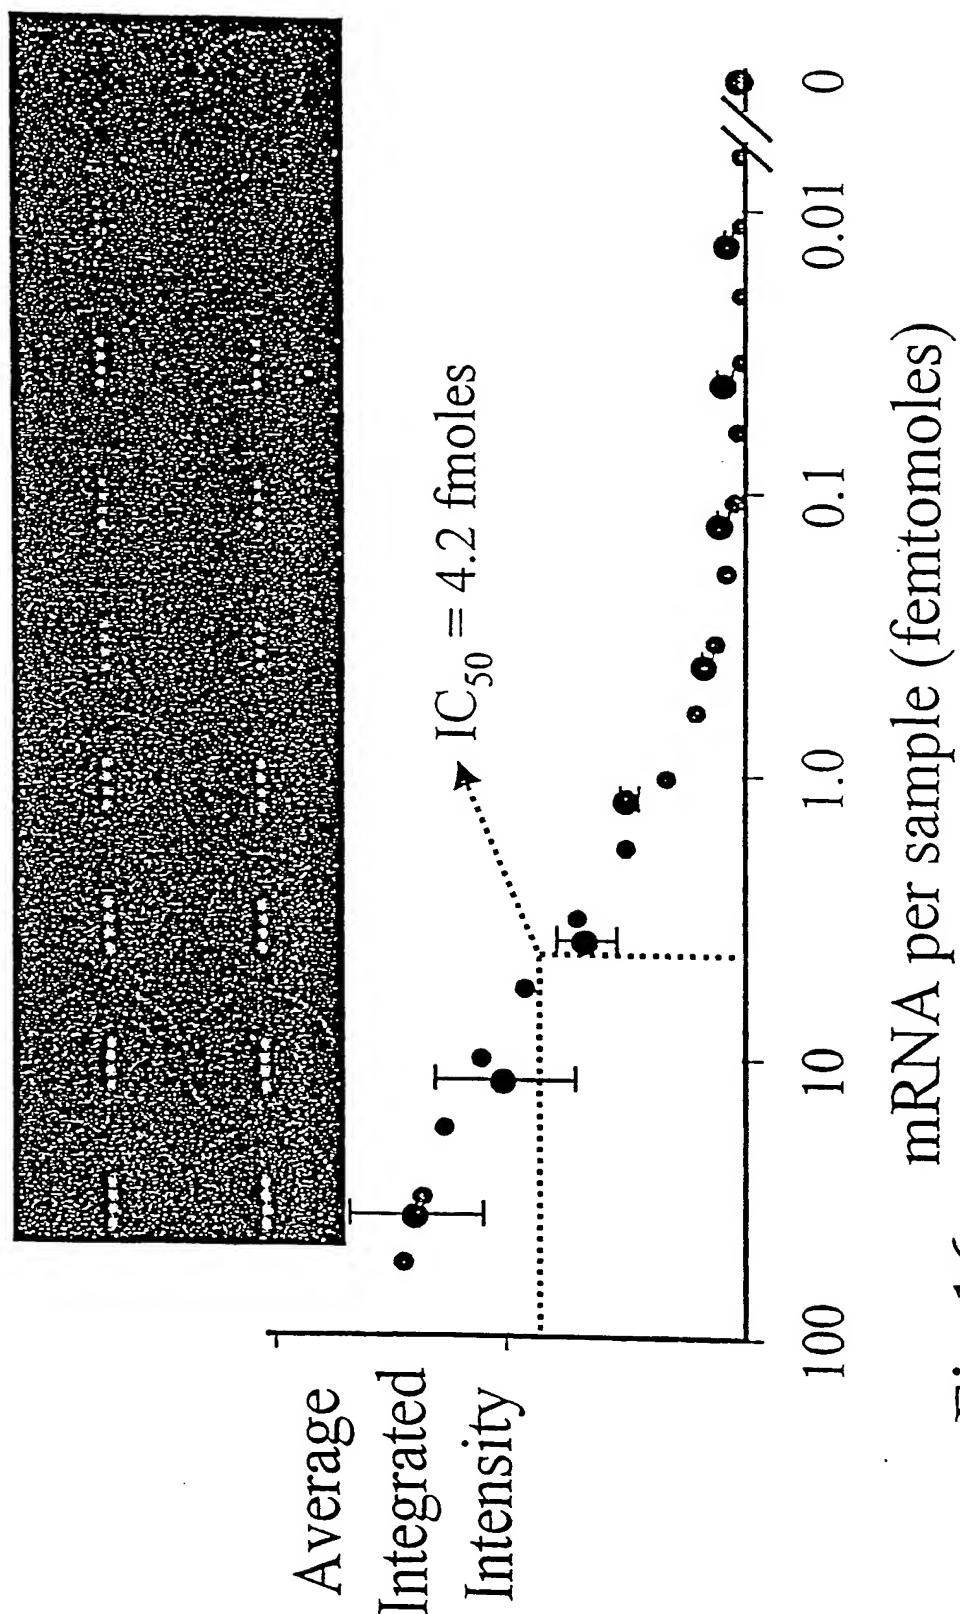 Average
Integrated
Intensity
IC50 = 4.2 fmoles
100 10 1.0 0.1 0.01 0
mRNA per sample (femtomoles)